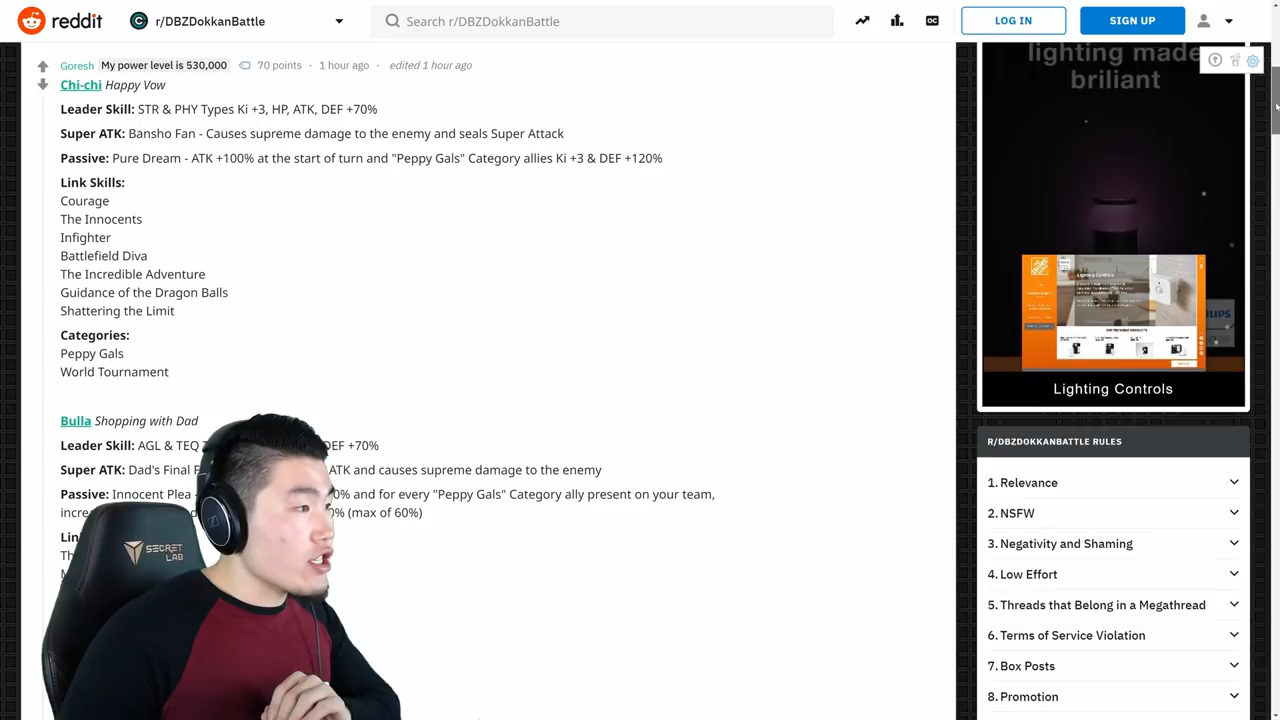 reddit
r/DBZDokkanBattle
Search r/DBZDokkanBattle
LOG IN
SIGN UP
Goresh My power level is 530,000 70 points · 1 hour ago · edited 1 hour ago
Chi-chi Happy Vow
Leader Skill: STR & PHY Types Ki +3, HP, ATK, DEF +70%
Super ATK: Bansho Fan - Causes supreme damage to the enemy and seals Super Attack
Passive: Pure Dream - ATK +100% at the start of turn and "Peppy Gals" Category allies Ki +3 & DEF +120%
Link Skills:
Courage
The Innocents
Infighter
Battlefield Diva
The Incredible Adventure
Guidance of the Dragon Balls
Shattering the Limit
Categories:
Peppy Gals
World Tournament
Bulla Shopping with Dad
Leader Skill: AGL & TEQ DEF +70%
Super ATK: Dad's Final ATK and causes supreme damage to the enemy
Passive: Innocent Plea and for every "Peppy Gals" Category ally present on your team,
(max of 60%)
SECRET
LAB
lighting made
briliant
Lighting Controls
PHILIPS
Lighting Controls
R/DBZDOKKANBATTLE RULES
1. Relevance
2. NSFW
3. Negativity and Shaming
4. Low Effort
5. Threads that Belong in a Megathread
6. Terms of Service Violation
7. Box Posts
8. Promotion